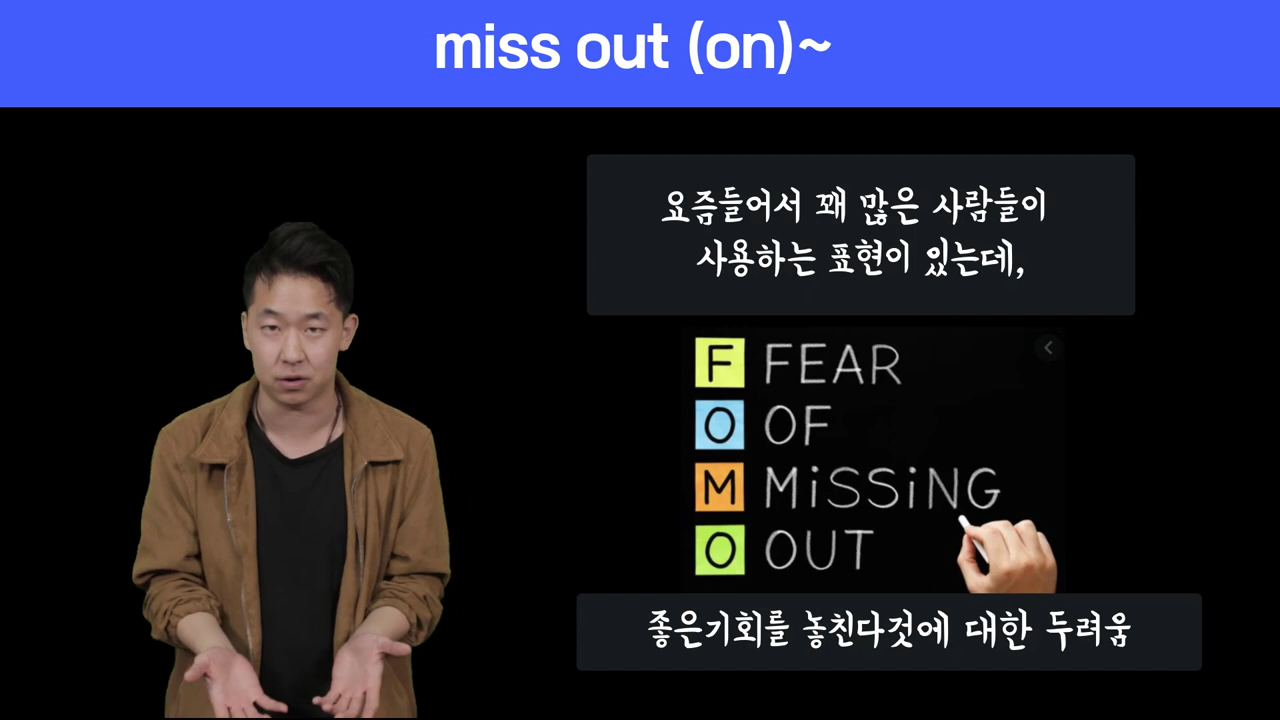 miss out (on)~
요즘들어서 꽤 많은 사람들이
사용하는 표현이 있는데,
F FEAR
O OF
M MiSSiNG
O OUT
좋은기회를 놓친다것에 대한 두려움